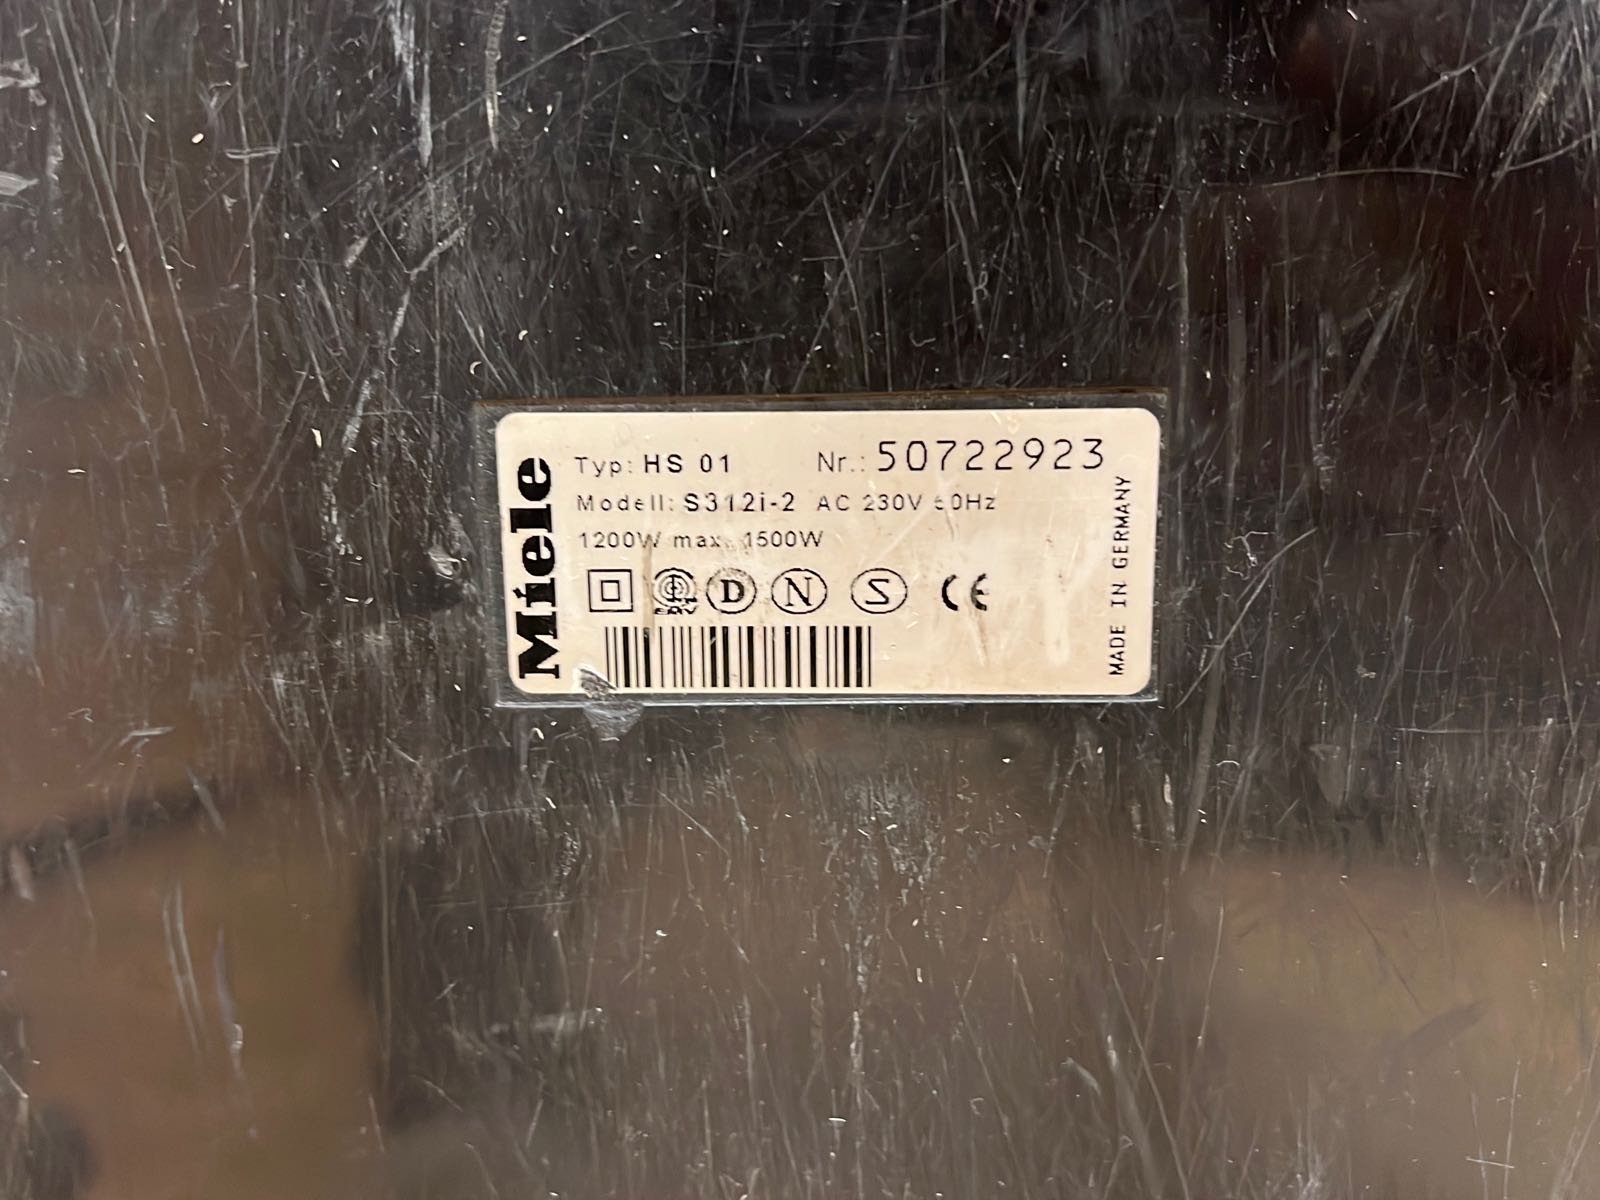 Miele
Typ: HS 01 Nr.: 50722923
Modell: S312i-2 AC 230V 50Hz
1200W max. 1500W
D N S CE
MADE IN GERMANY